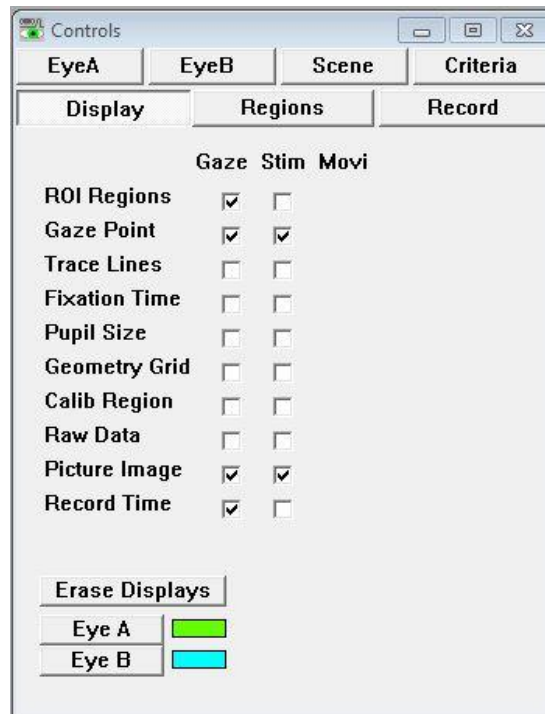 Controls
EyeA EyeB Scene Criteria
Display Regions Record
Gaze Stim Movi
ROI Regions
Gaze Point
Trace Lines
Fixation Time
Pupil Size
Geometry Grid
Calib Region
Raw Data
Picture Image
Record Time
Erase Displays
Eye A
Eye B